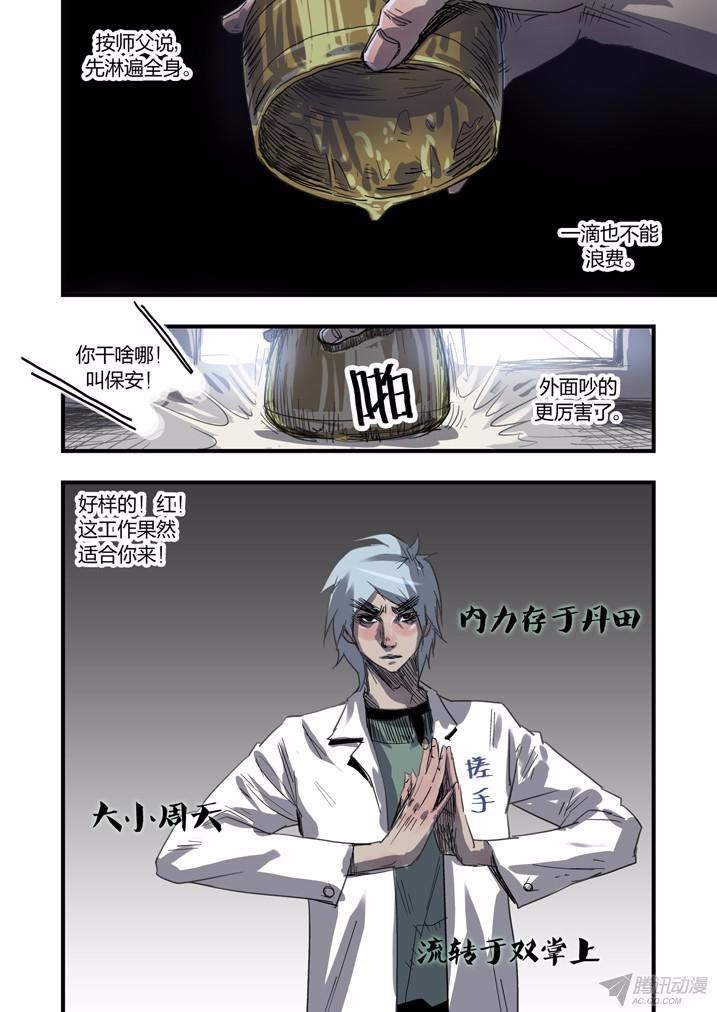 按师父说，
先淋遍全身。
一滴也不能
浪费。
你干啥哪！
叫保安！
啪
外面吵的
更厉害了。
好样的！红！
这工作果然
适合你来！
内力存于丹田
搓手
大小周天
流转于双掌上
腾讯动漫
AC.QQ.COM